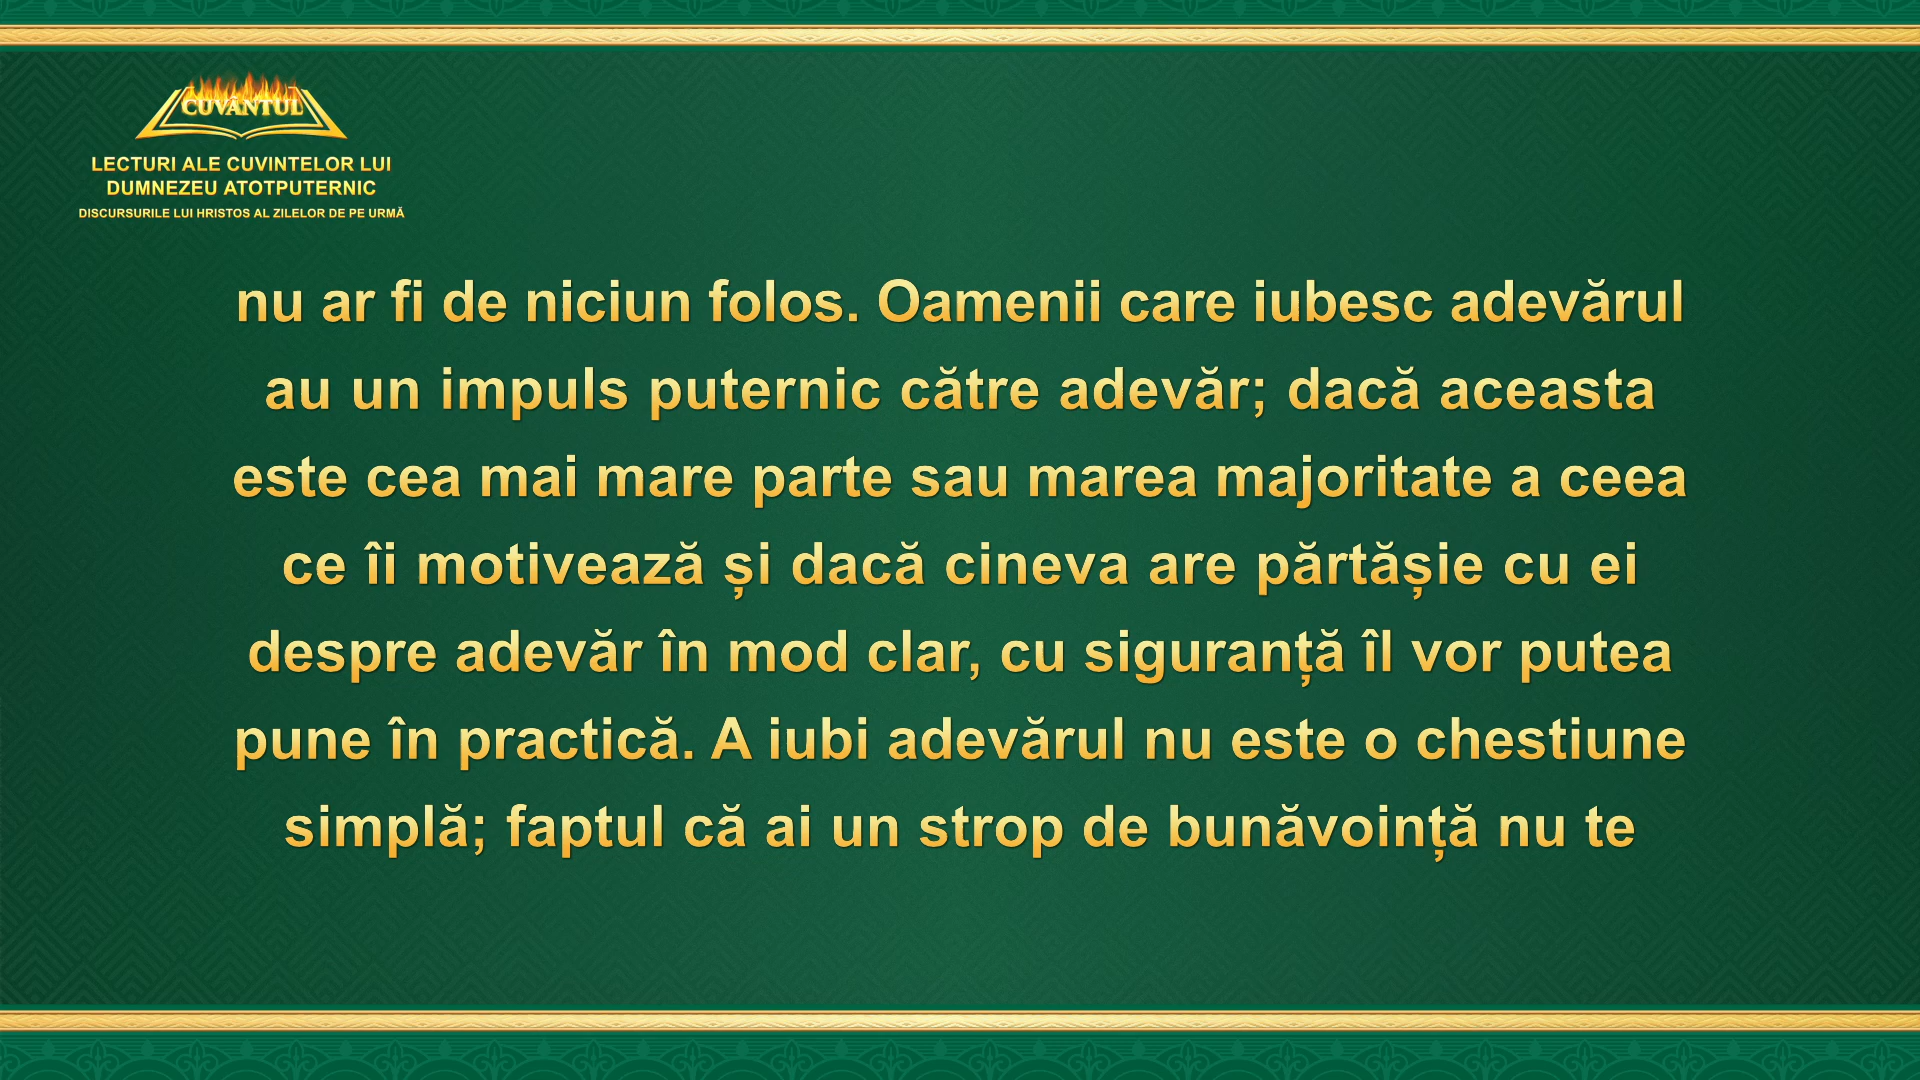 CUVÂNTUL
LECTURI ALE CUVINTELOR LUI
DUMNEZEU ATOTPUTERNIC
DISCURSURILE LUI HRISTOS AL ZILELOR DE PE URMĂ
nu ar fi de niciun folos. Oamenii care iubesc adevărul
au un impuls puternic către adevăr; dacă aceasta
este cea mai mare parte sau marea majoritate a ceea
ce îi motivează și dacă cineva are părtășie cu ei
despre adevăr în mod clar, cu siguranță îl vor putea
pune în practică. A iubi adevărul nu este o chestiune
simplă; faptul că ai un strop de bunăvoință nu te